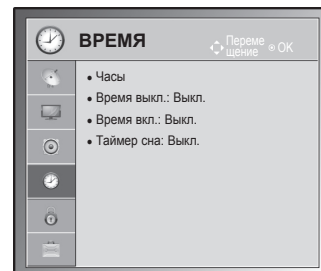 ВРЕМЯ
Переме
щение
OK
• Часы
• Время выкл.: Выкл.
• Время вкл.: Выкл.
• Таймер сна: Выкл.